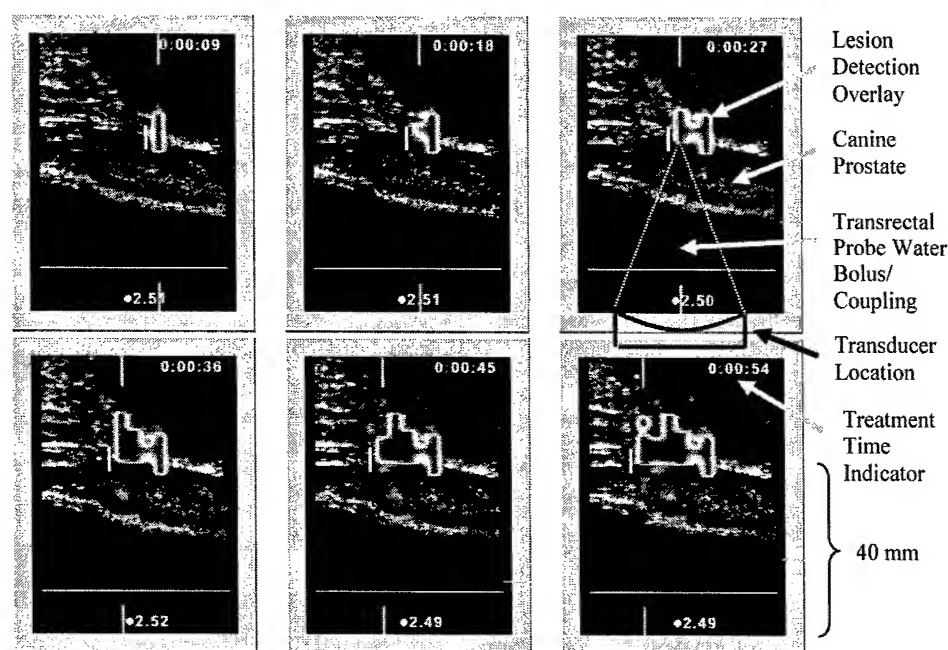 0:00:09
0:00:18
0:00:27
Lesion
Detection
Overlay
Canine
Prostate
Transrectal
Probe Water
Bolus/
Coupling
2.51
2.51
2.50
Transducer
Location
0:00:36
0:00:45
0:00:54
Treatment
Time
Indicator
40 mm
2.52
2.49
2.49